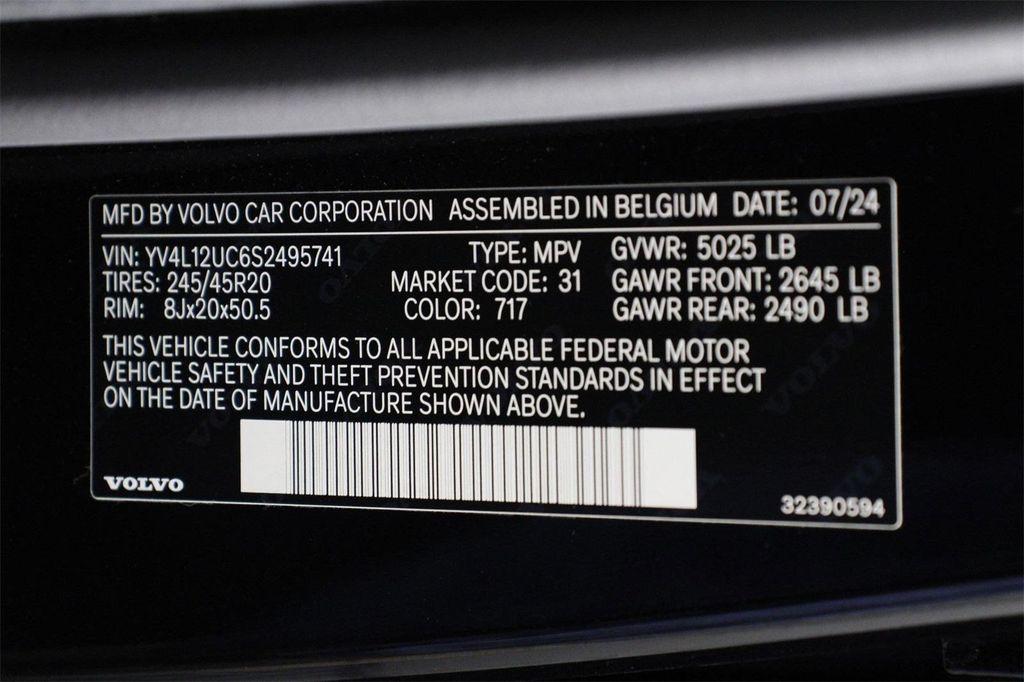 MFD BY VOLVO CAR CORPORATION ASSEMBLED IN BELGIUM DATE: 07/24
VIN: YV4L12UC6S2495741 TYPE: MPV GVWR: 5025 LB
TIRES: 245/45R20 MARKET CODE: 31 GAWR FRONT: 2645 LB
RIM: 8Jx20x50.5 COLOR: 717 GAWR REAR: 2490 LB
THIS VEHICLE CONFORMS TO ALL APPLICABLE FEDERAL MOTOR
VEHICLE SAFETY AND THEFT PREVENTION STANDARDS IN EFFECT
ON THE DATE OF MANUFACTURE SHOWN ABOVE.
VOLVO 32390594